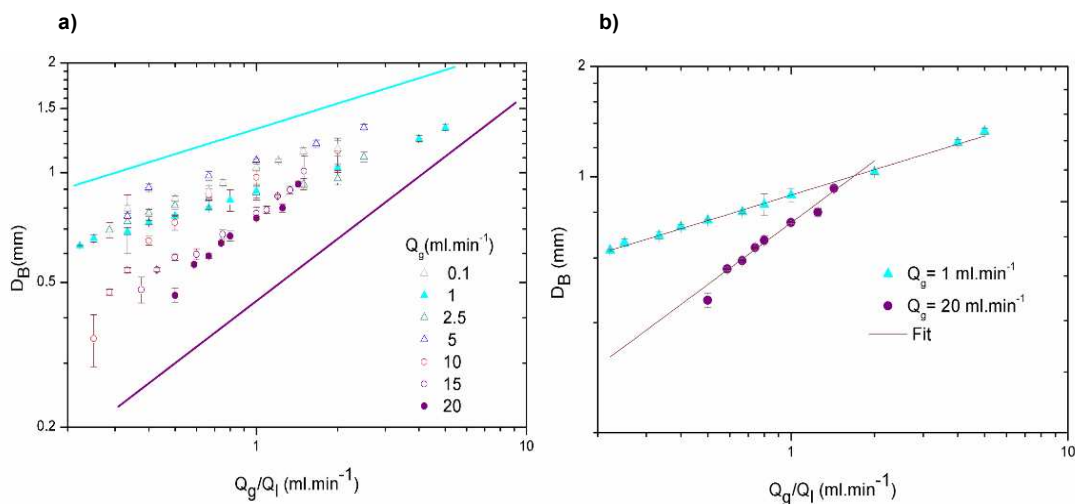 a)
b)
2
1.5
1
0.5
0.2
D_B(mm)
1
10
Q_g/Q_l (ml.min⁻¹)
Q_g(ml.min⁻¹)
0.1
1
2.5
5
10
15
20
2
1
D_B (mm)
1
10
Q_g/Q_l (ml.min⁻¹)
Q_g= 1 ml.min⁻¹
Q_g= 20 ml.min⁻¹
Fit